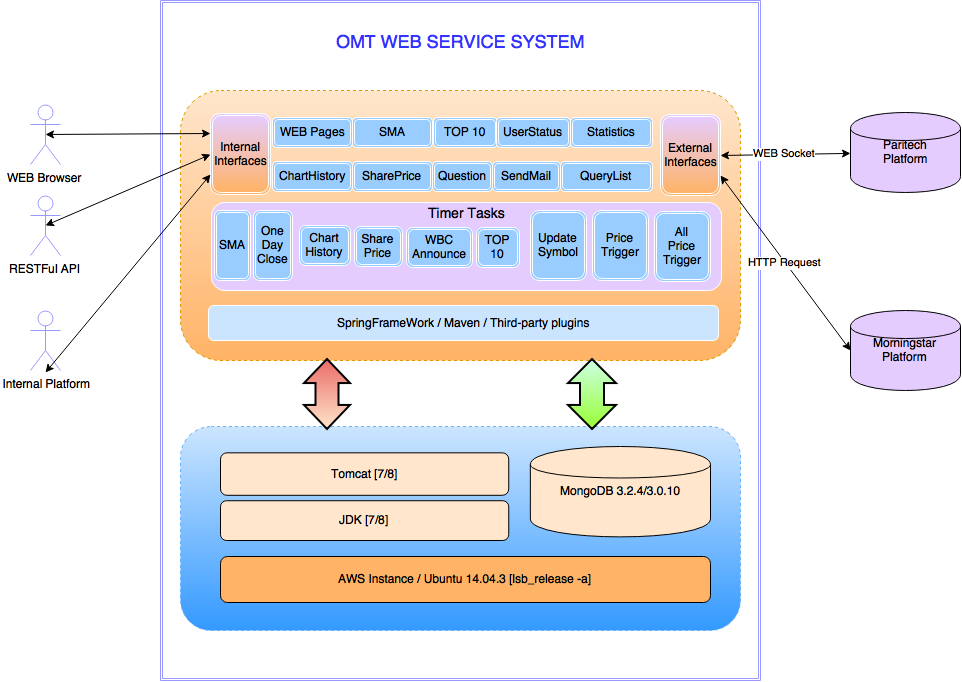 OMT WEB SERVICE SYSTEM
WEB Browser
RESTFul API
Internal Platform
Internal
Interfaces
WEB Pages
SMA
TOP 10
UserStatus
Statistics
ChartHistory
SharePrice
Question
SendMail
QueryList
External
Interfaces
Timer Tasks
SMA
One
Day
Close
Chart
History
Share
Price
WBC
Announce
TOP
10
Update
Symbol
Price
Trigger
All
Price
Trigger
SpringFrameWork / Maven / Third-party plugins
WEB Socket
HTTP Request
Paritech
Platform
Morningstar
Platform
Tomcat [7/8]
JDK [7/8]
MongoDB 3.2.4/3.0.10
AWS Instance / Ubuntu 14.04.3 [lsb_release -a]